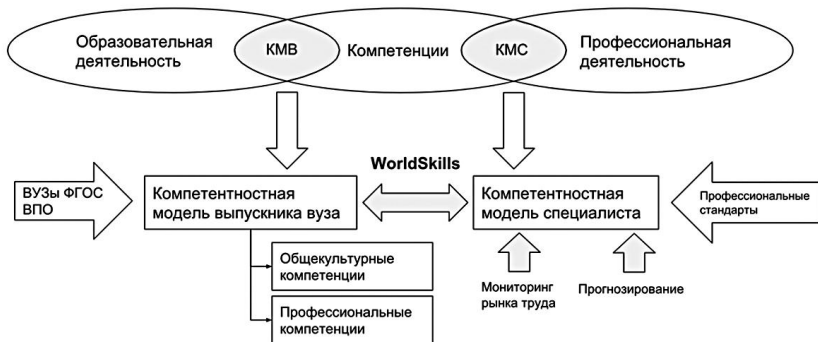 Образовательная
деятельность
КМВ
Компетенции
КМС
Профессиональная
деятельность
WorldSkills
ВУЗы ФГОС
ВПО
Компетентностная
модель выпускника вуза
Компетентностная
модель специалиста
Профессиональные
стандарты
Общекультурные
компетенции
Мониторинг
рынка труда
Прогнозирование
Профессиональные
компетенции